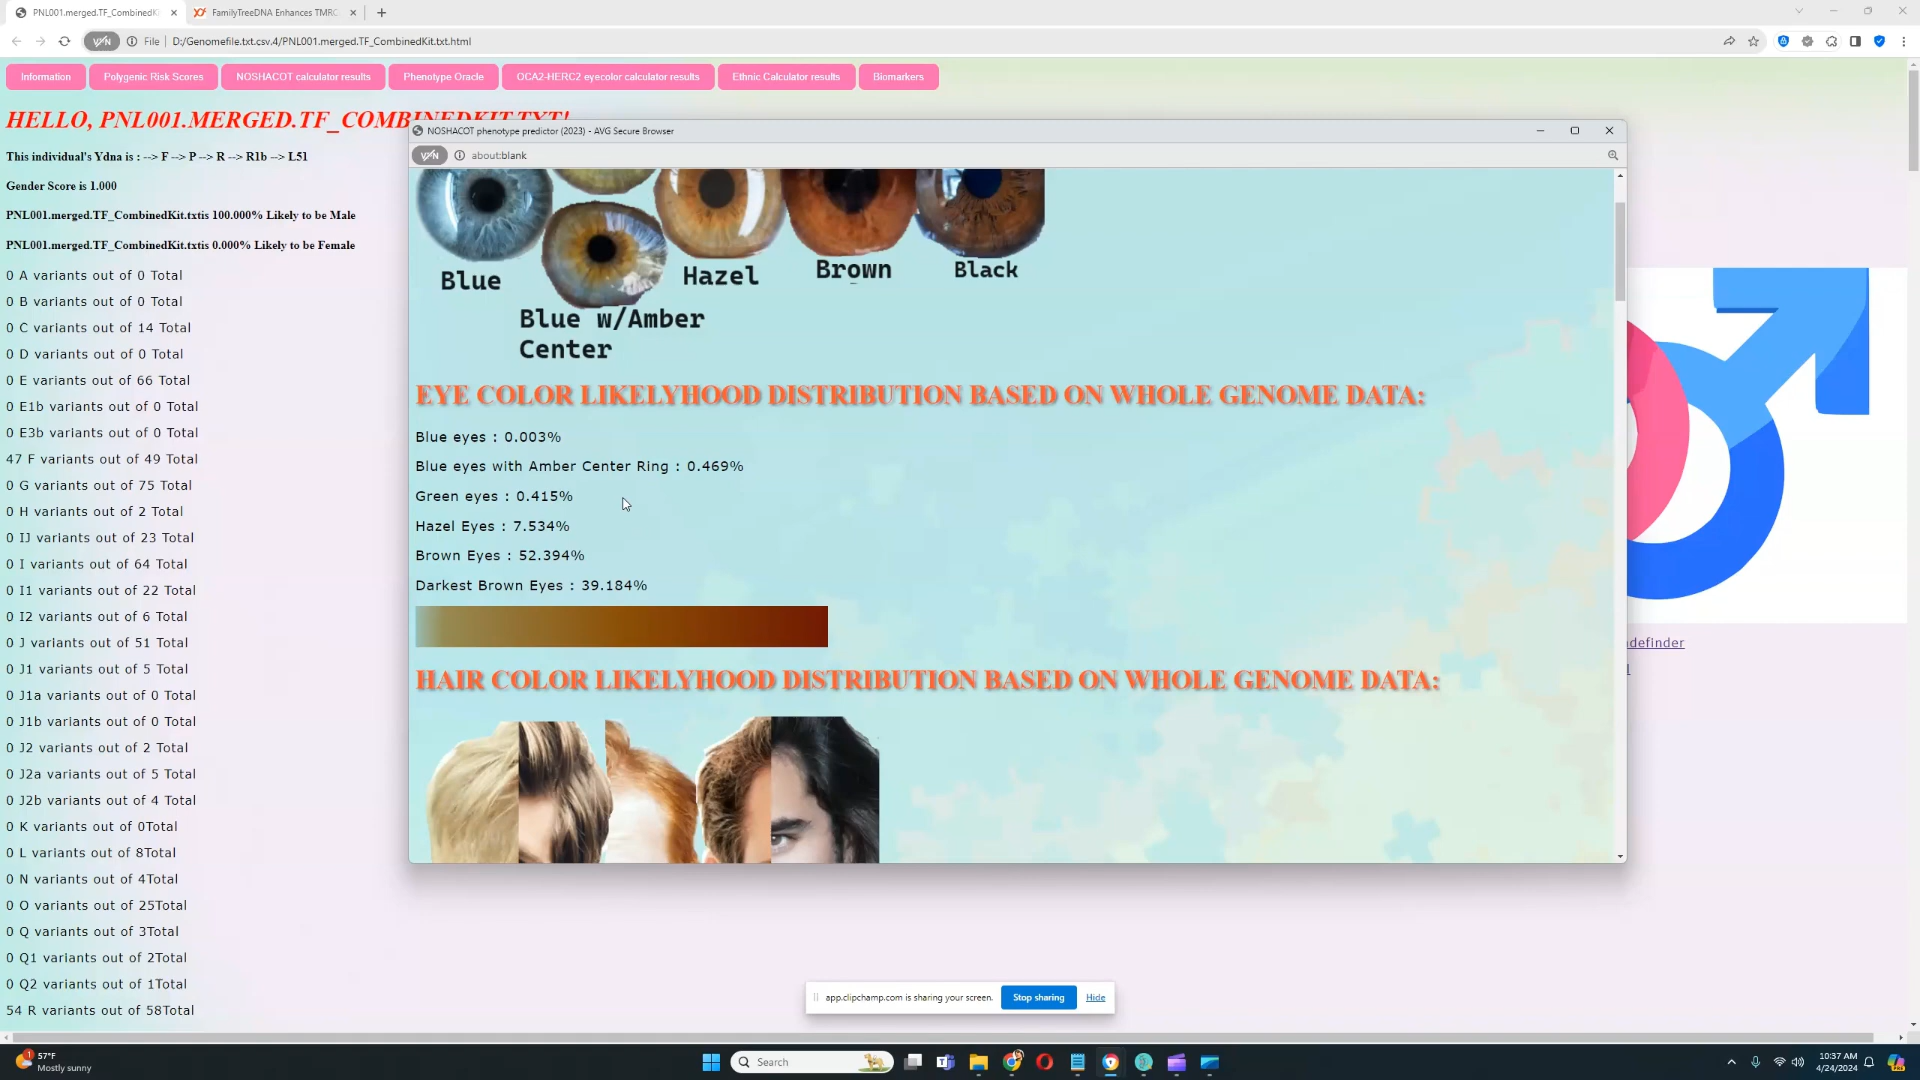 PNL001.merged.TF_CombinedKi
FamilyTreeDNA Enhances TMRC
VPN File D:/Genomefile.txt.csv.4/PNL001.merged.TF_CombinedKit.txt.html
Information Polygenic Risk Scores NOSHACOT calculator results Phenotype Oracle OCA2-HERC2 eyecolor calculator results Ethnic Calculator results Biomarkers
HELLO, PNL001.MERGED.TF_COMBINEDKIT.TXT!
This individual's Ydna is : --> F --> P --> R --> R1b --> L51
Gender Score is 1.000
PNL001.merged.TF_CombinedKit.txtis 100.000% Likely to be Male
PNL001.merged.TF_CombinedKit.txtis 0.000% Likely to be Female
0 A variants out of 0 Total
0 B variants out of 0 Total
0 C variants out of 14 Total
0 D variants out of 0 Total
0 E variants out of 66 Total
0 E1b variants out of 0 Total
0 E3b variants out of 0 Total
47 F variants out of 49 Total
0 G variants out of 75 Total
0 H variants out of 2 Total
0 IJ variants out of 23 Total
0 I variants out of 64 Total
0 I1 variants out of 22 Total
0 I2 variants out of 6 Total
0 J variants out of 51 Total
0 J1 variants out of 5 Total
0 J1a variants out of 0 Total
0 J1b variants out of 0 Total
0 J2 variants out of 2 Total
0 J2a variants out of 5 Total
0 J2b variants out of 4 Total
0 K variants out of 0Total
0 L variants out of 8Total
0 N variants out of 4Total
0 O variants out of 25Total
0 Q variants out of 3Total
0 Q1 variants out of 2Total
0 Q2 variants out of 1Total
54 R variants out of 58Total
NOSHACOT phenotype predictor (2023) - AVG Secure Browser
VPN about:blank
Blue
Hazel
Brown
Black
Blue w/Amber
Center
EYE COLOR LIKELYHOOD DISTRIBUTION BASED ON WHOLE GENOME DATA:
Blue eyes : 0.003%
Blue eyes with Amber Center Ring : 0.469%
Green eyes : 0.415%
Hazel Eyes : 7.534%
Brown Eyes : 52.394%
Darkest Brown Eyes : 39.184%
HAIR COLOR LIKELYHOOD DISTRIBUTION BASED ON WHOLE GENOME DATA:
adefinder
app.clipchamp.com is sharing your screen. Stop sharing Hide
1
57°F
Mostly sunny
Search
10:37 AM
4/24/2024